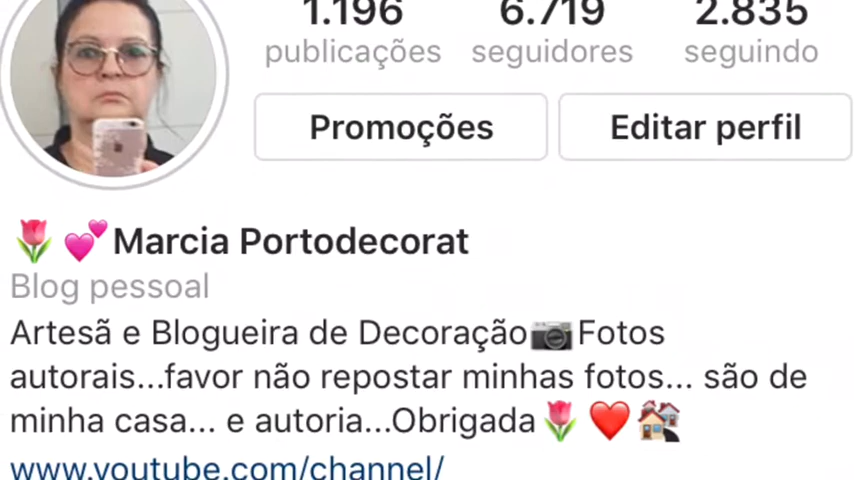 1.196 6.719 2.835
publicações seguidores seguindo
Promoções Editar perfil
🌷💕Marcia Portodecorat
Blog pessoal
Artesã e Blogueira de Decoração📷Fotos
autorais...favor não repostar minhas fotos... são de
minha casa... e autoria...Obrigada🌷❤️🏘️
www.youtube.com/channel/